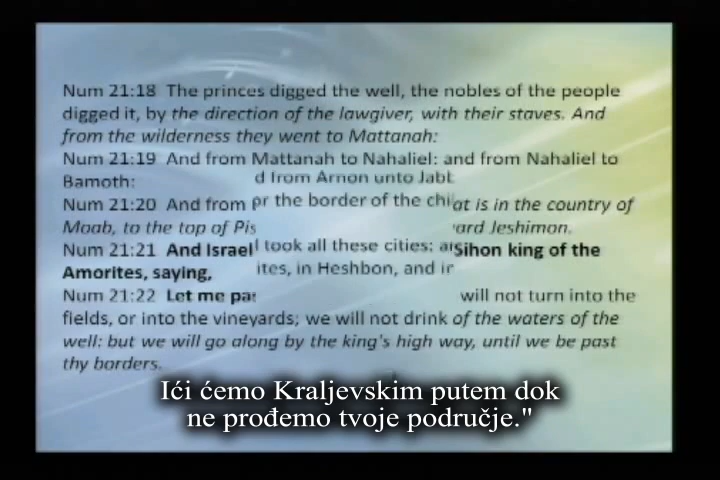 Num 21:18 The princes digged the well, the nobles of the people
digged it, by the direction of the lawgiver, with their staves. And
from the wilderness they went to Mattanah:
Num 21:19 And from Mattanah to Nahaliel: and from Nahaliel to
Bamoth: d from Arnon unto Jabb
Num 21:20 And from or the border of the chi at is in the country of
Moab, to the top of Pis ard Jeshimon.
Num 21:21 And Israel took all these cities: a Sihon king of the
Amorites, saying, ites, in Heshbon, and in
Num 21:22 Let me pa will not turn into the
fields, or into the vineyards; we will not drink of the waters of the
well: but we will go along by the king's high way, until we be past
thy borders.
Ići ćemo Kraljevskim putem dok
ne prođemo tvoje područje."